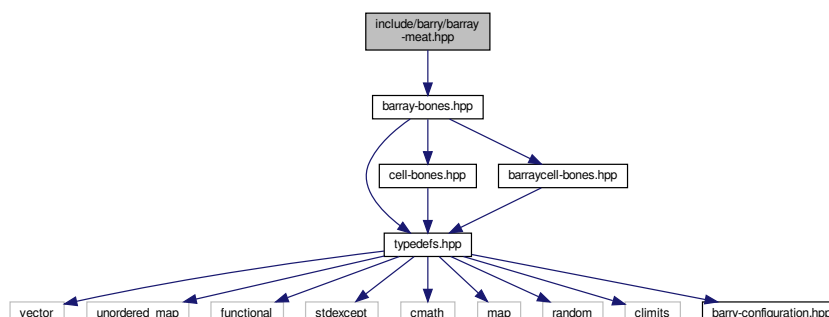 include/barry/barray
-meat.hpp
barray-bones.hpp
cell-bones.hpp
barraycell-bones.hpp
typedefs.hpp
vector
unordered_map
functional
stdexcept
cmath
map
random
climits
barry-configuration.hpp